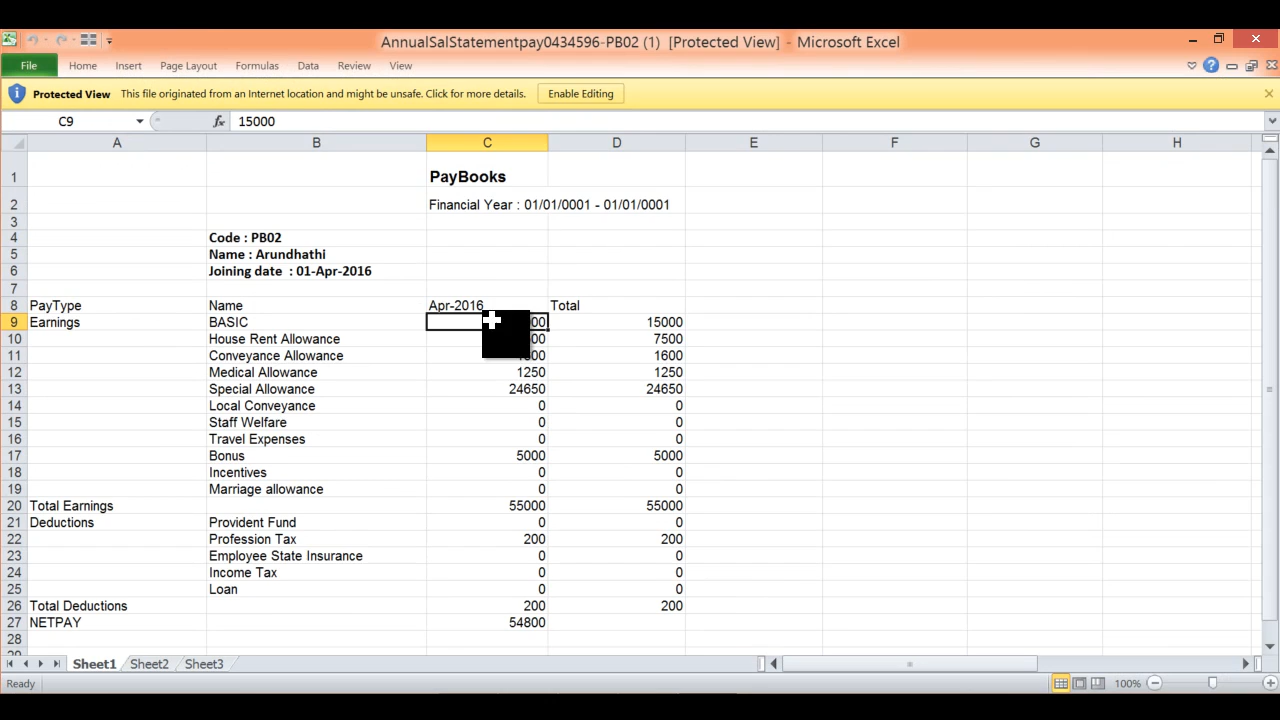 AnnualSalStatementpay0434596-PB02 (1) [Protected View] - Microsoft Excel
File Home Insert Page Layout Formulas Data Review View
Protected View This file originated from an Internet location and might be unsafe. Click for more details. Enable Editing
C9 fx 15000
A B C D E F G H
1 PayBooks
2 Financial Year : 01/01/0001 - 01/01/0001
3
4 Code : PB02
5 Name : Arundhathi
6 Joining date : 01-Apr-2016
7
8 PayType Name Apr-2016 Total
9 Earnings BASIC 15000
10 House Rent Allowance 7500
11 Conveyance Allowance 1600
12 Medical Allowance 1250 1250
13 Special Allowance 24650 24650
14 Local Conveyance 0 0
15 Staff Welfare 0 0
16 Travel Expenses 0 0
17 Bonus 5000 5000
18 Incentives 0 0
19 Marriage allowance 0 0
20 Total Earnings 55000 55000
21 Deductions Provident Fund 0 0
22 Profession Tax 200 200
23 Employee State Insurance 0 0
24 Income Tax 0 0
25 Loan 0 0
26 Total Deductions 200 200
27 NETPAY 54800
28
Sheet1 Sheet2 Sheet3
Ready 100%